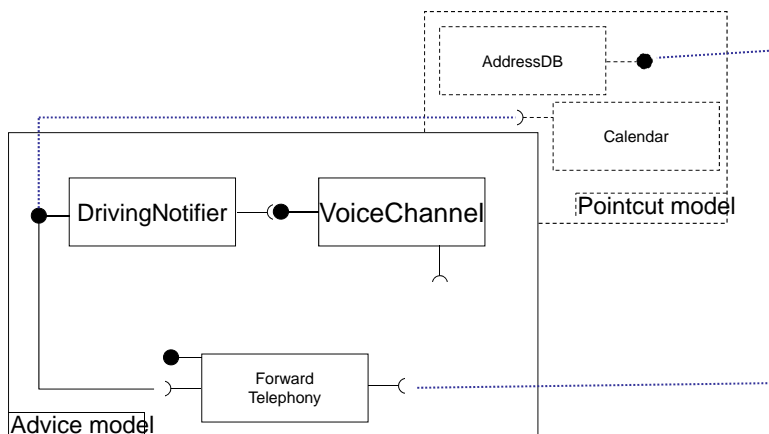 AddressDB
Calendar
Pointcut model
DrivingNotifier
VoiceChannel
Forward
Telephony
Advice model